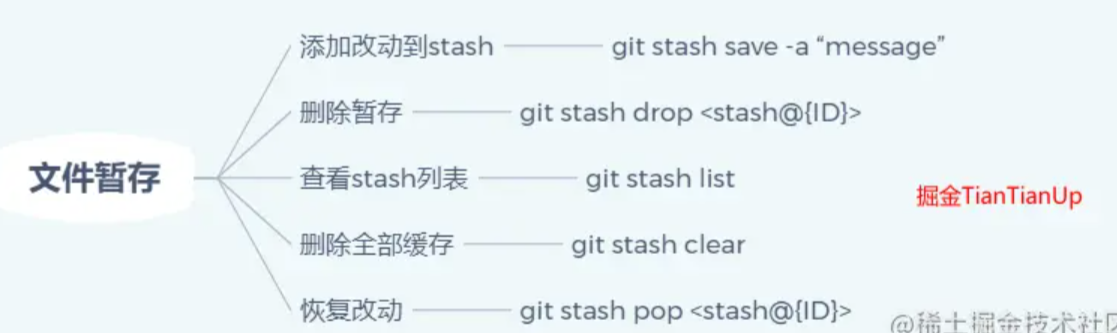 添加改动到stash git stash save -a “message”
删除暂存 git stash drop <stash@{ID}>
文件暂存
查看stash列表 git stash list
掘金TianTianUp
删除全部缓存 git stash clear
恢复改动 git stash pop <stash@{ID}>
@稀土掘金技术社区